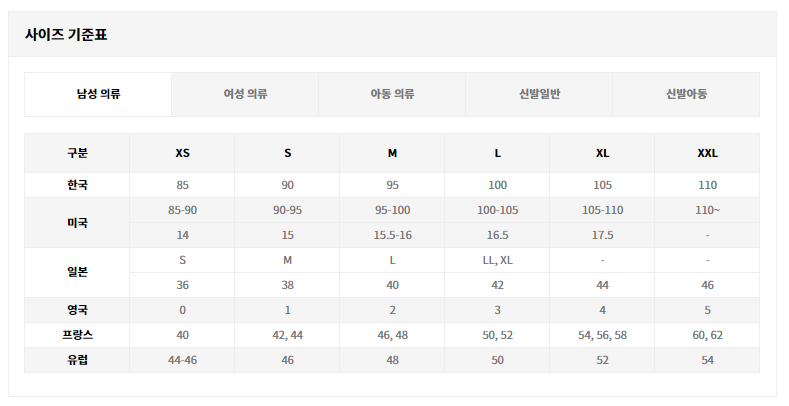 사이즈 기준표
남성 의류 여성 의류 아동 의류 신발일반 신발아동
구분 XS S M L XL XXL
한국 85 90 95 100 105 110
미국 85-90 90-95 95-100 100-105 105-110 110~
14 15 15.5-16 16.5 17.5 -
일본 S M L LL, XL - -
36 38 40 42 44 46
영국 0 1 2 3 4 5
프랑스 40 42, 44 46, 48 50, 52 54, 56, 58 60, 62
유럽 44-46 46 48 50 52 54